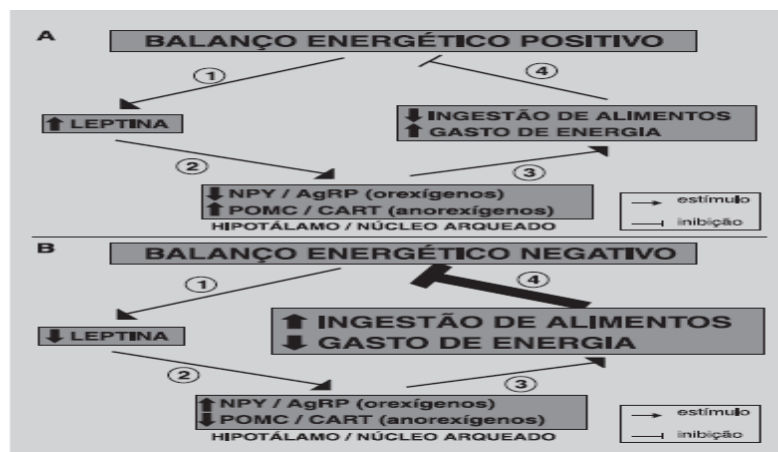 A
BALANÇO ENERGÉTICO POSITIVO
1
4
LEPTINA
INGESTÃO DE ALIMENTOS
GASTO DE ENERGIA
2
3
NPY / AgRP (orexígenos)
POMC / CART (anorexígenos)
HIPOTÁLAMO / NÚCLEO ARQUEADO
estímulo
inibição
B
BALANÇO ENERGÉTICO NEGATIVO
1
4
LEPTINA
INGESTÃO DE ALIMENTOS
GASTO DE ENERGIA
2
3
NPY / AgRP (orexígenos)
POMC / CART (anorexígenos)
HIPOTÁLAMO / NÚCLEO ARQUEADO
estímulo
inibição